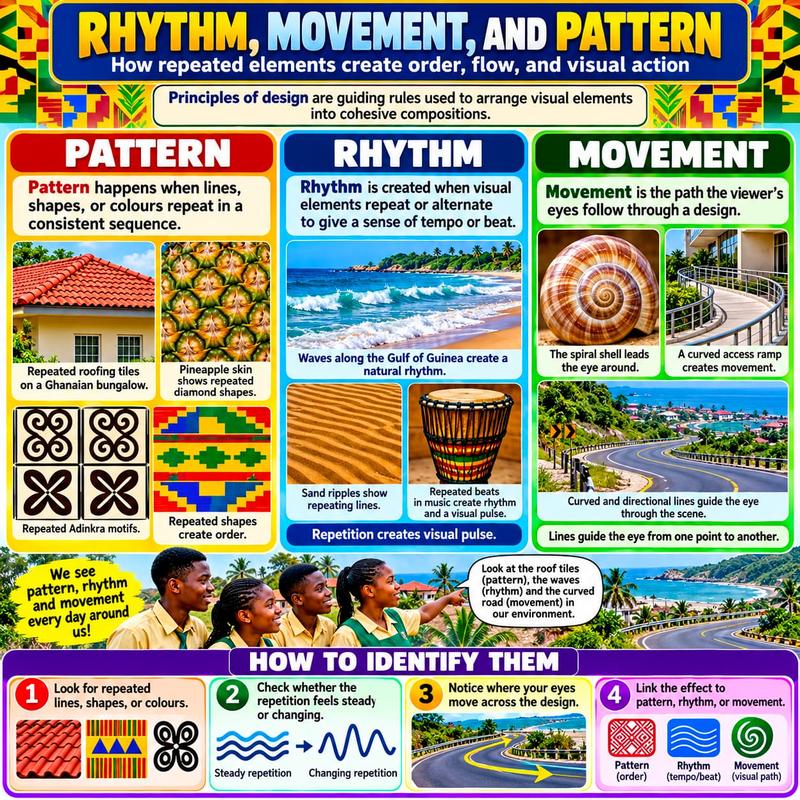 RHYTHM, MOVEMENT, AND PATTERN
How repeated elements create order, flow, and visual action
Principles of design are guiding rules used to arrange visual elements
into cohesive compositions.
PATTERN
Pattern happens when lines,
shapes, or colours repeat in a
consistent sequence.
Repeated roofing tiles
on a Ghanaian bungalow.
Pineapple skin
shows repeated
diamond shapes.
Repeated Adinkra motifs.
Repeated shapes
create order.
RHYTHM
Rhythm is created when visual
elements repeat or alternate
to give a sense of tempo or beat.
Waves along the Gulf of Guinea create a
natural rhythm.
Sand ripples show
repeating lines.
Repeated beats
in music create rhythm
and a visual pulse.
Repetition creates visual pulse.
MOVEMENT
Movement is the path the viewer's
eyes follow through a design.
The spiral shell leads
the eye around.
A curved access ramp
creates movement.
Curved and directional lines guide the eye
through the scene.
Lines guide the eye from one point to another.
We see
pattern, rhythm
and movement
every day around
us!
Look at the roof tiles
(pattern), the waves
(rhythm) and the curved
road (movement) in
our environment.
HOW TO IDENTIFY THEM
1
Look for repeated
lines, shapes, or colours.
2
Check whether the
repetition feels steady
or changing.
Steady repetition
Changing repetition
3
Notice where your eyes
move across the design.
4
Link the effect to
pattern, rhythm, or movement.
Pattern
(order)
Rhythm
(tempo/beat)
Movement
(visual path)